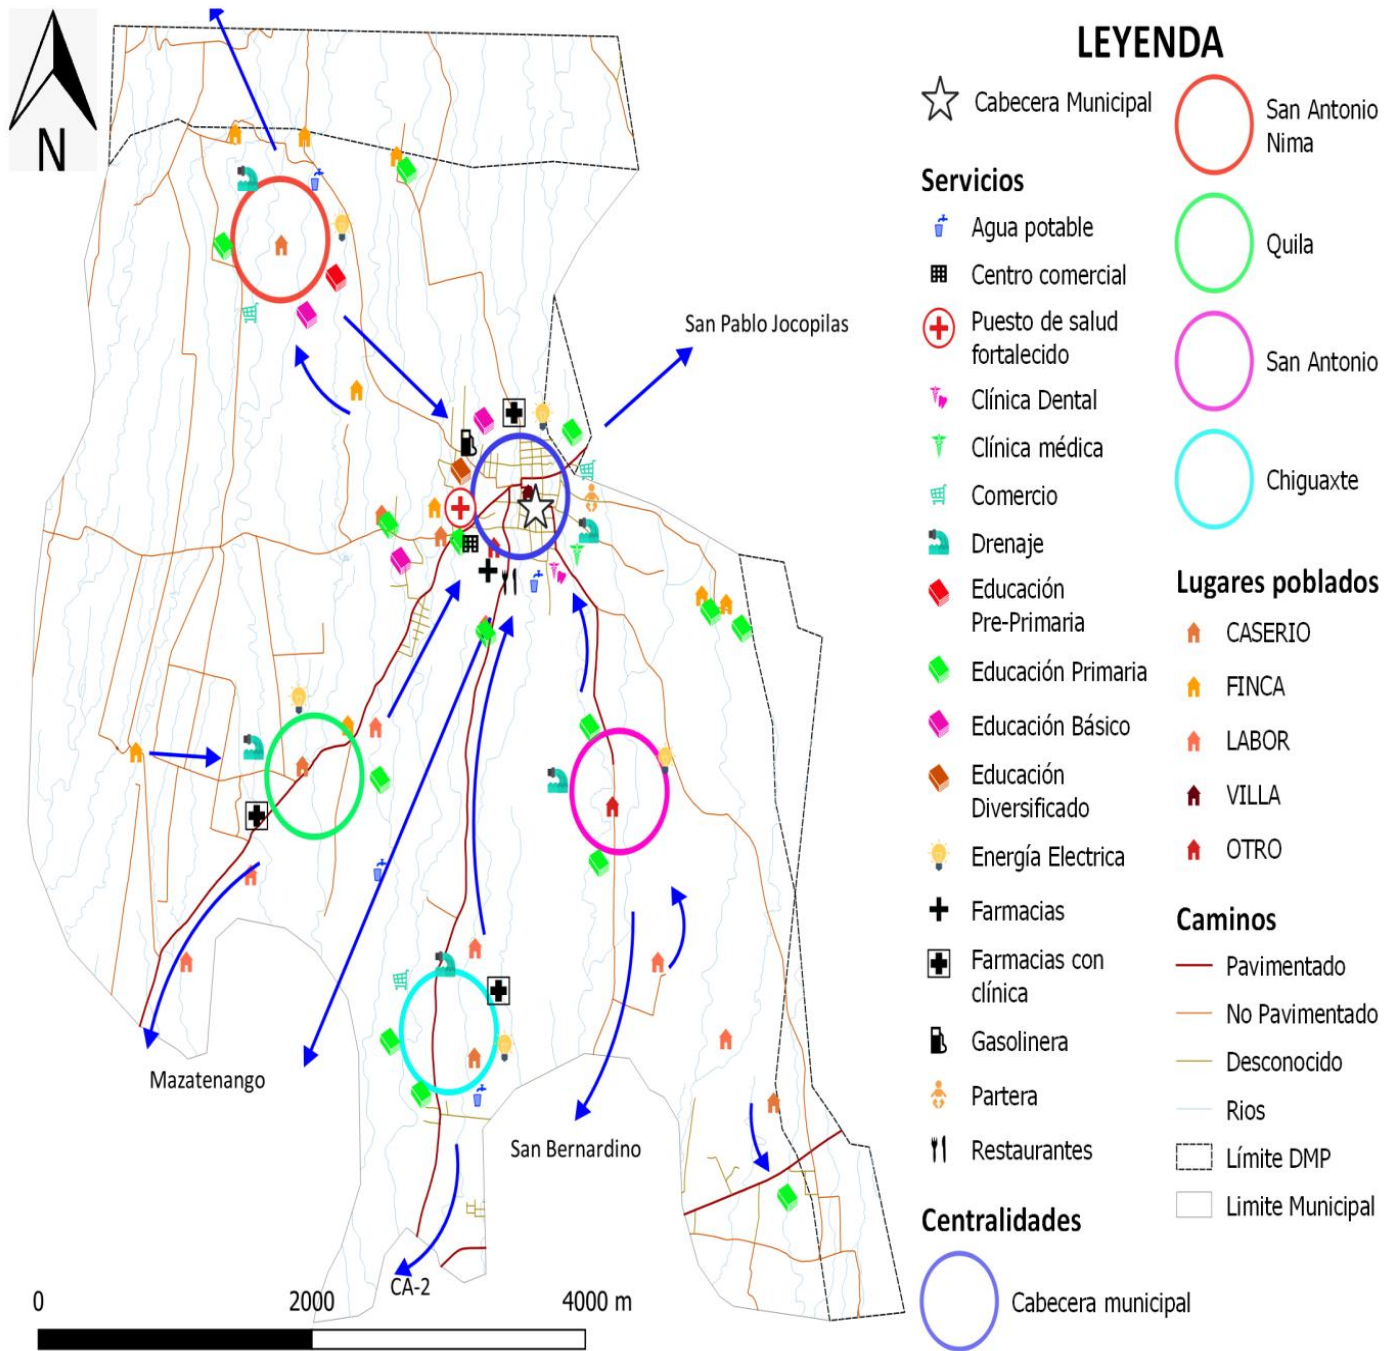 N
San Pablo Jocopilas
Mazatenango
San Bernardino
CA-2
0
2000
4000 m
LEYENDA
Cabecera Municipal
Servicios
Agua potable
Centro comercial
Puesto de salud
fortalecido
Clínica Dental
Clínica médica
Comercio
Drenaje
Educación
Pre-Primaria
Educación Primaria
Educación Básico
Educación
Diversificado
Energía Electrica
Farmacias
Farmacias con
clínica
Gasolinera
Partera
Restaurantes
Centralidades
Cabecera municipal
San Antonio
Nima
Quila
San Antonio
Chiguaxte
Lugares poblados
CASERIO
FINCA
LABOR
VILLA
OTRO
Caminos
Pavimentado
No Pavimentado
Desconocido
Rios
Límite DMP
Limite Municipal